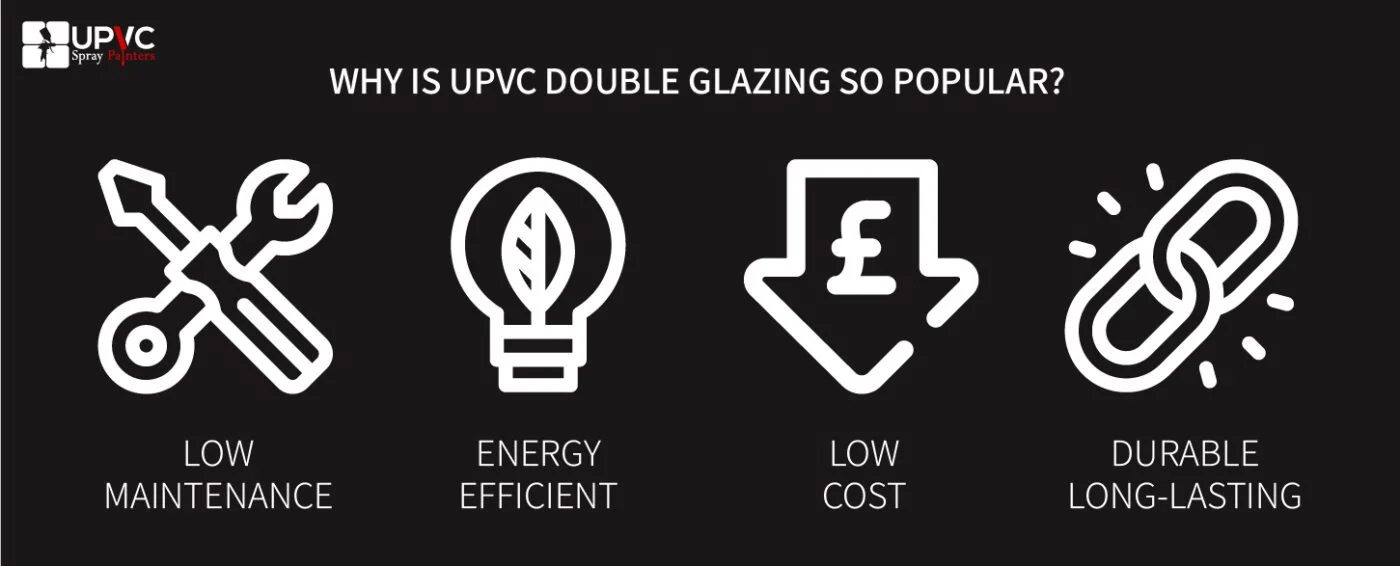 UPVC
Spray Painters
WHY IS UPVC DOUBLE GLAZING SO POPULAR?
£
LOW
MAINTENANCE
ENERGY
EFFICIENT
LOW
COST
DURABLE
LONG-LASTING